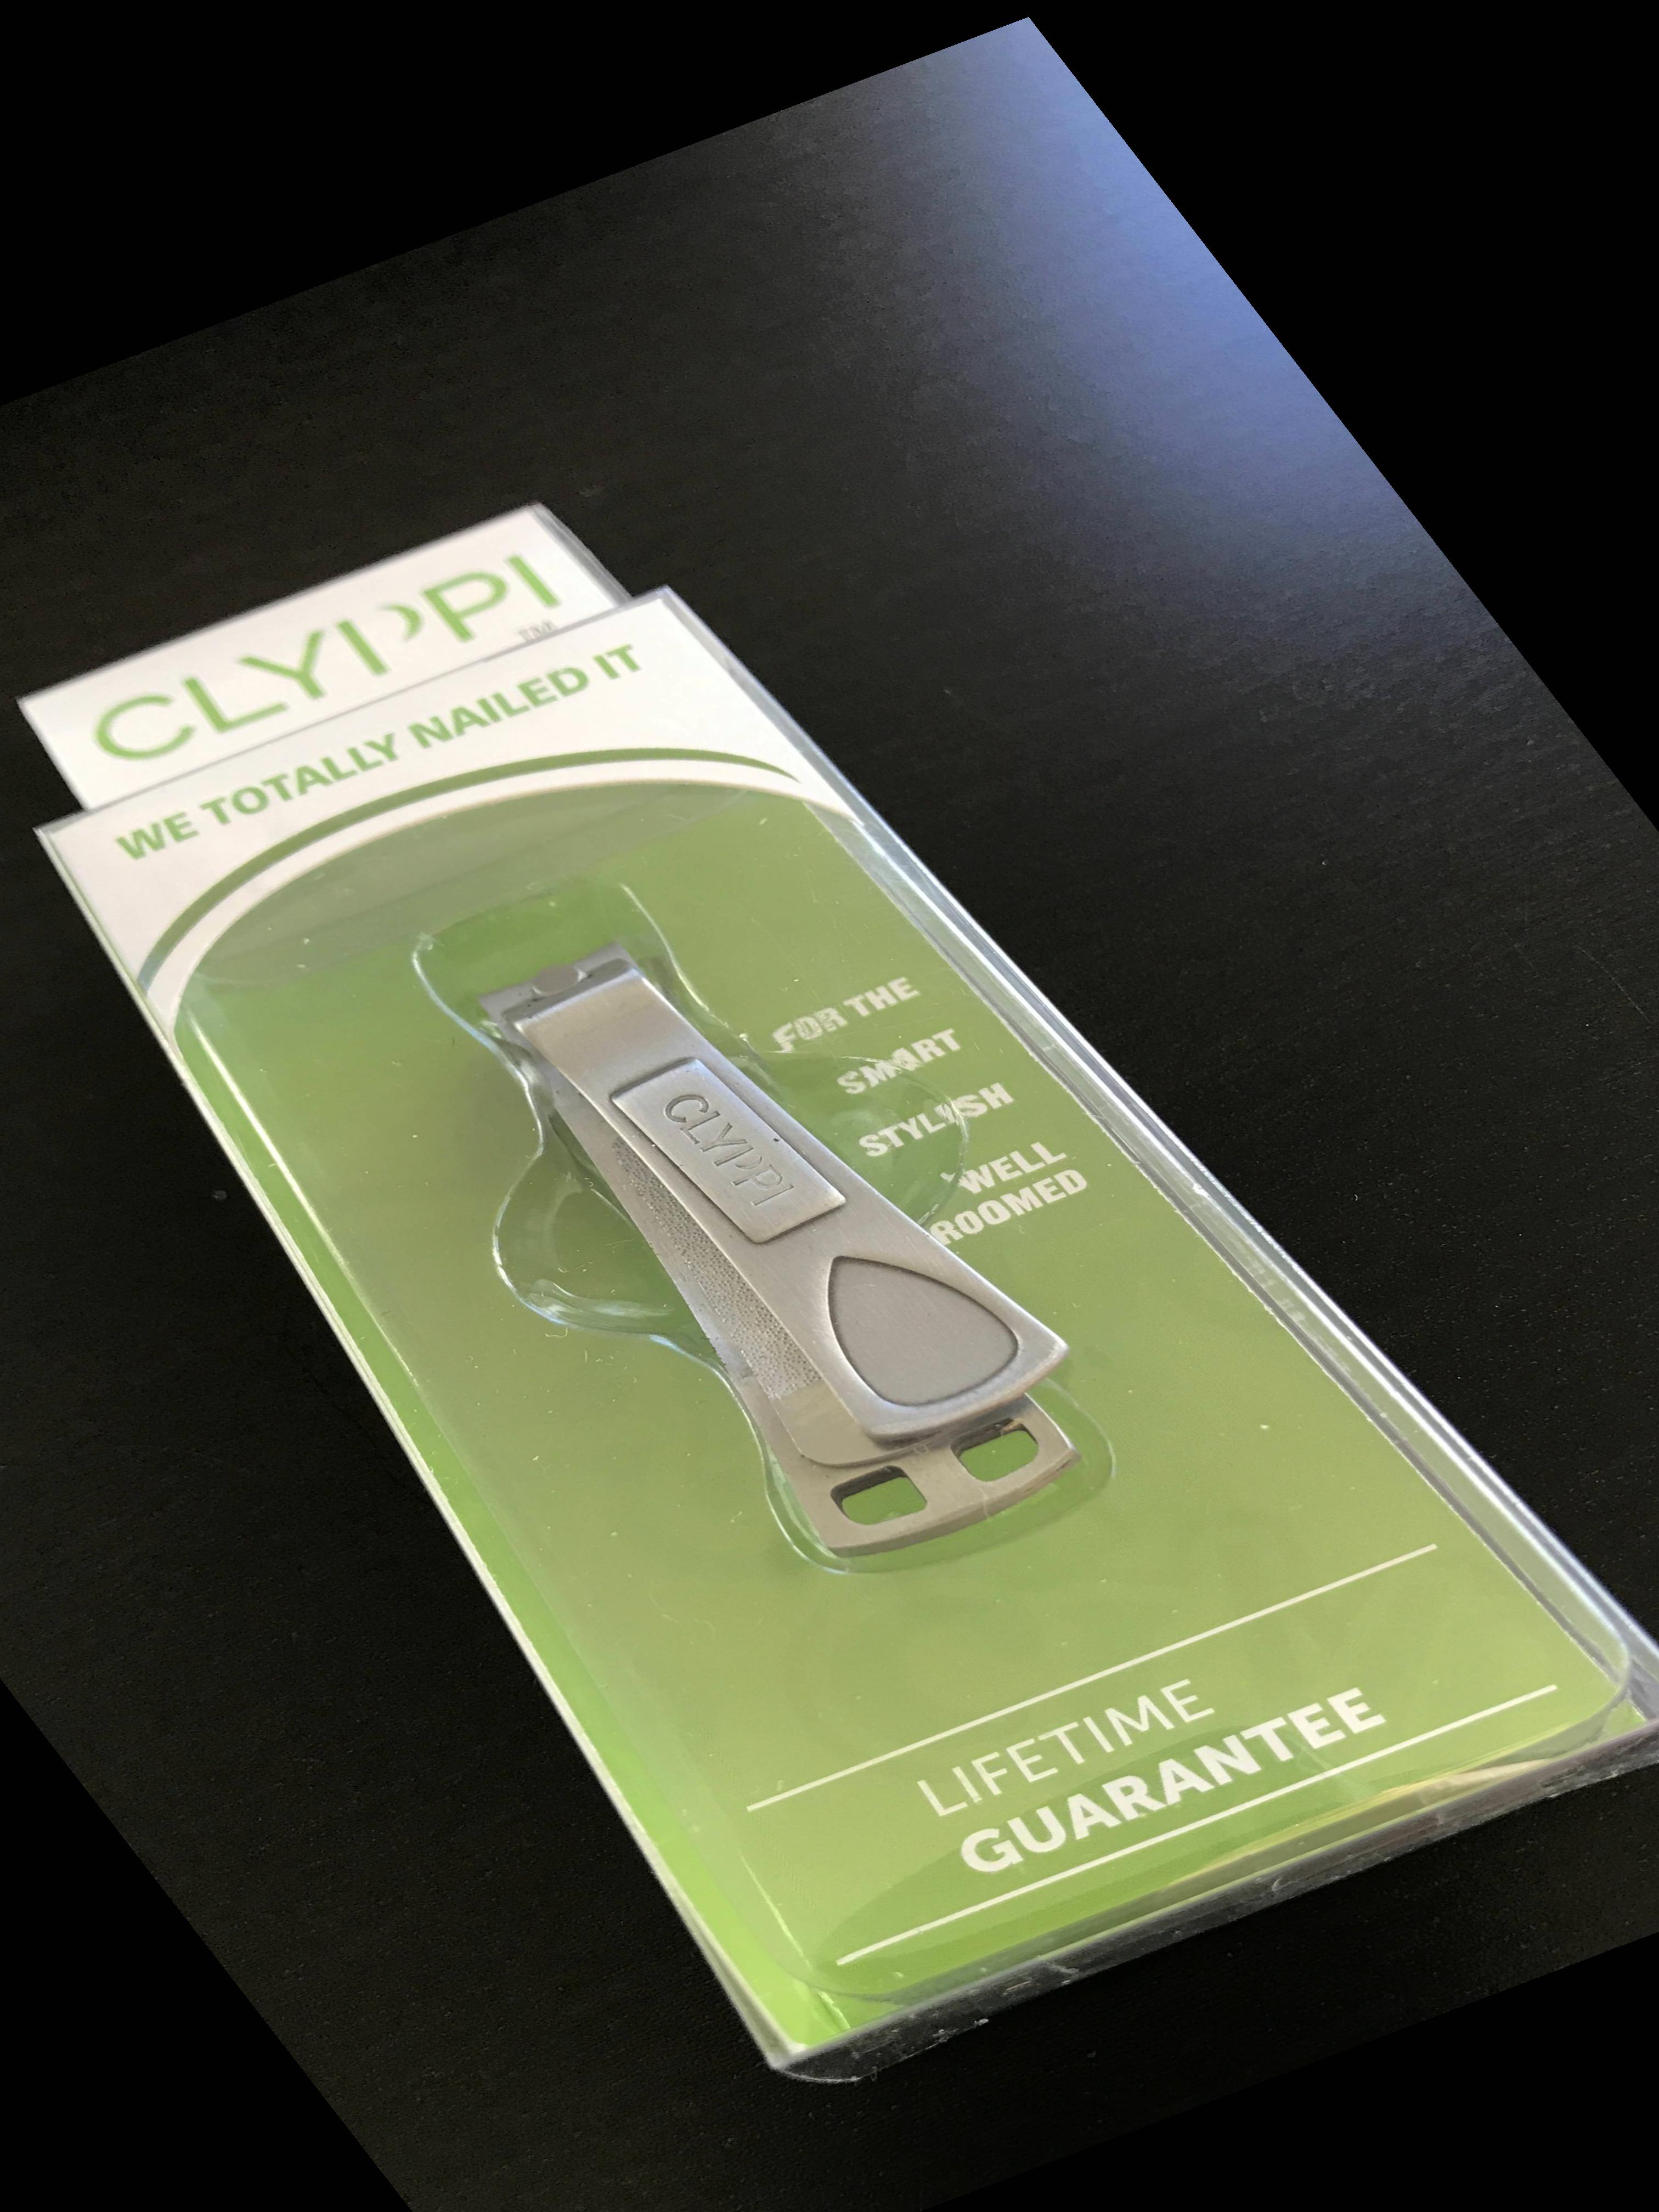 CLYPPI
TM
WE TOTALLY NAILED IT
FOR THE
SMART
STYLISH
WELL
ROOMED
CLYPPI
LIFETIME
GUARANTEE